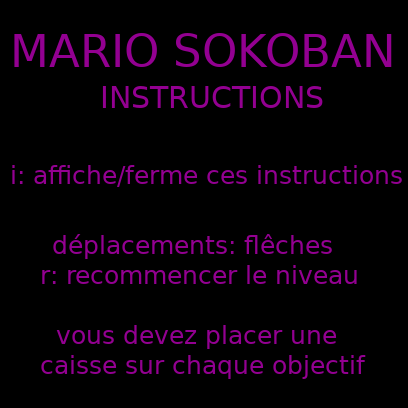 MARIO SOKOBAN
INSTRUCTIONS
i: affiche/ferme ces instructions
déplacements: flêches
r: recommencer le niveau
vous devez placer une
caisse sur chaque objectif